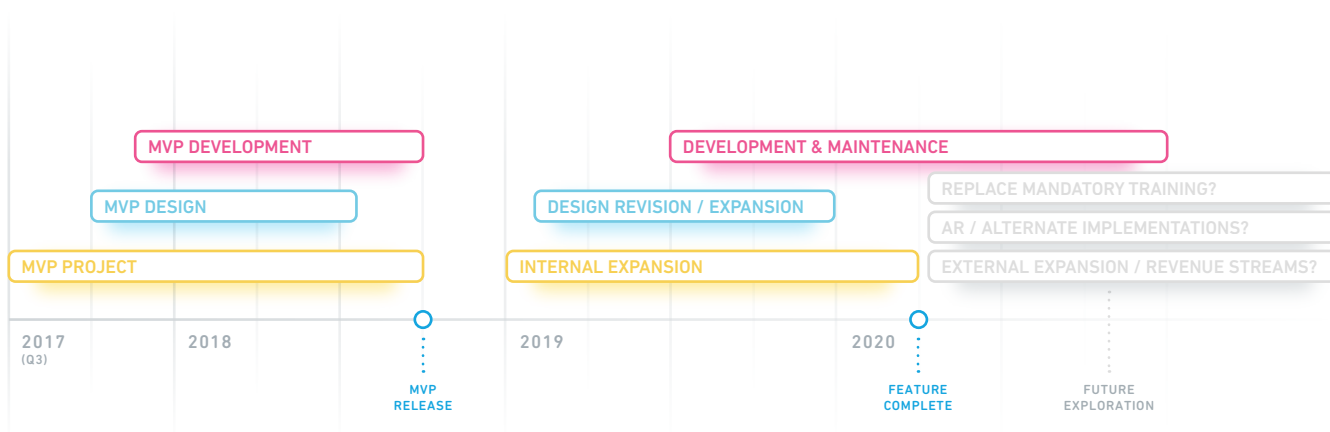 MVP DEVELOPMENT
DEVELOPMENT & MAINTENANCE
REPLACE MANDATORY TRAINING?
MVP DESIGN
DESIGN REVISION / EXPANSION
AR / ALTERNATE IMPLEMENTATIONS?
MVP PROJECT
INTERNAL EXPANSION
EXTERNAL EXPANSION / REVENUE STREAMS?
2017
(Q3)
2018
2019
2020
MVP
RELEASE
FEATURE
COMPLETE
FUTURE
EXPLORATION